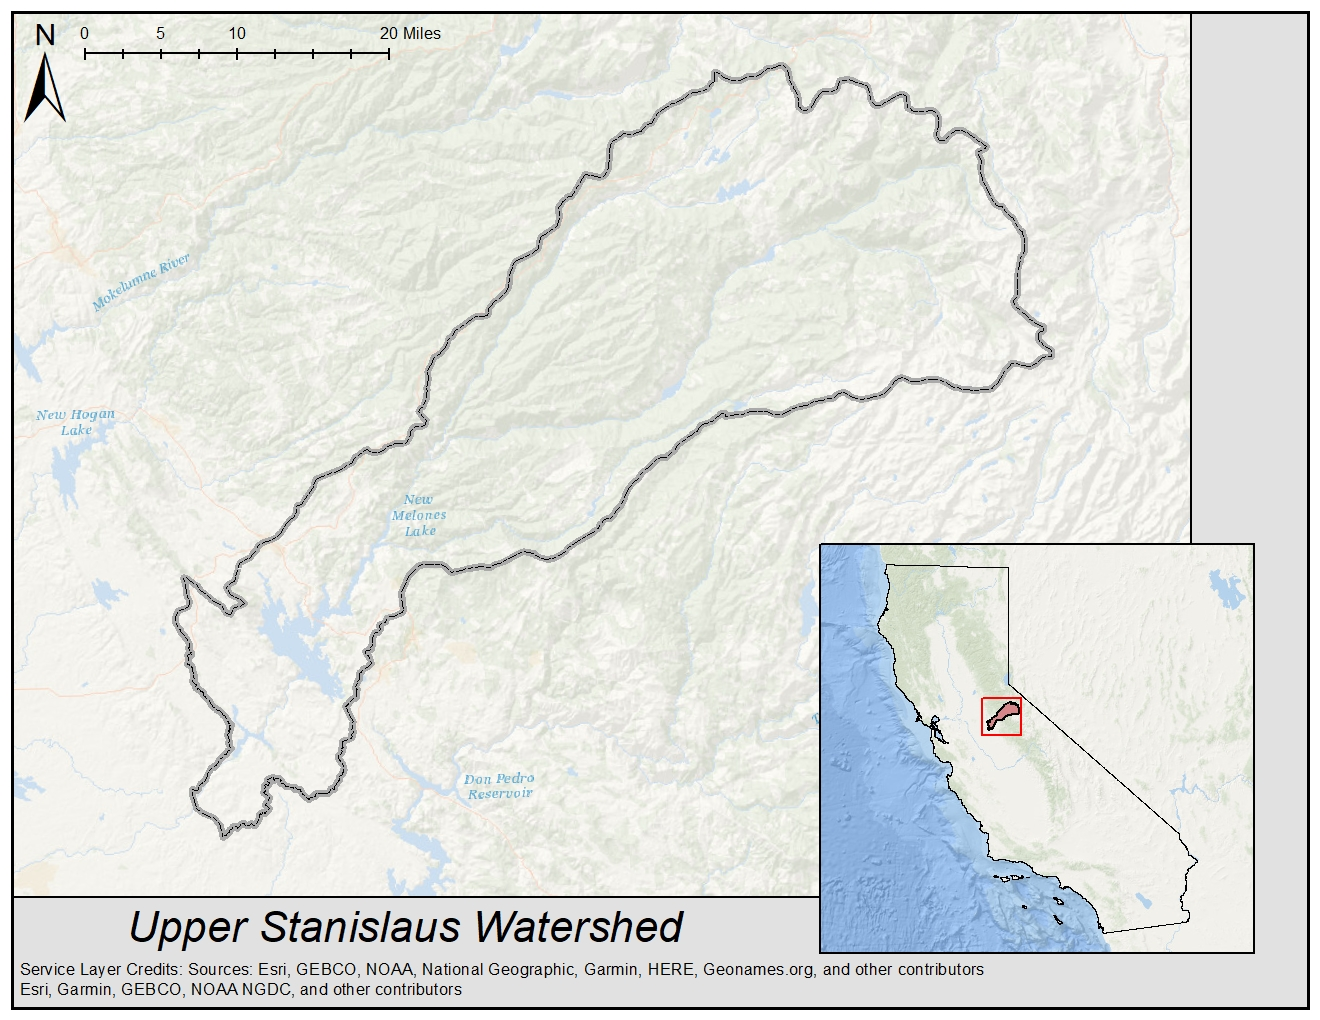 N
0 5 10 20 Miles
Mokelumne River
New Hogan
Lake
New
Melones
Lake
Don Pedro
Reservoir
Upper Stanislaus Watershed
Service Layer Credits: Sources: Esri, GEBCO, NOAA, National Geographic, Garmin, HERE, Geonames.org, and other contributors
Esri, Garmin, GEBCO, NOAA NGDC, and other contributors